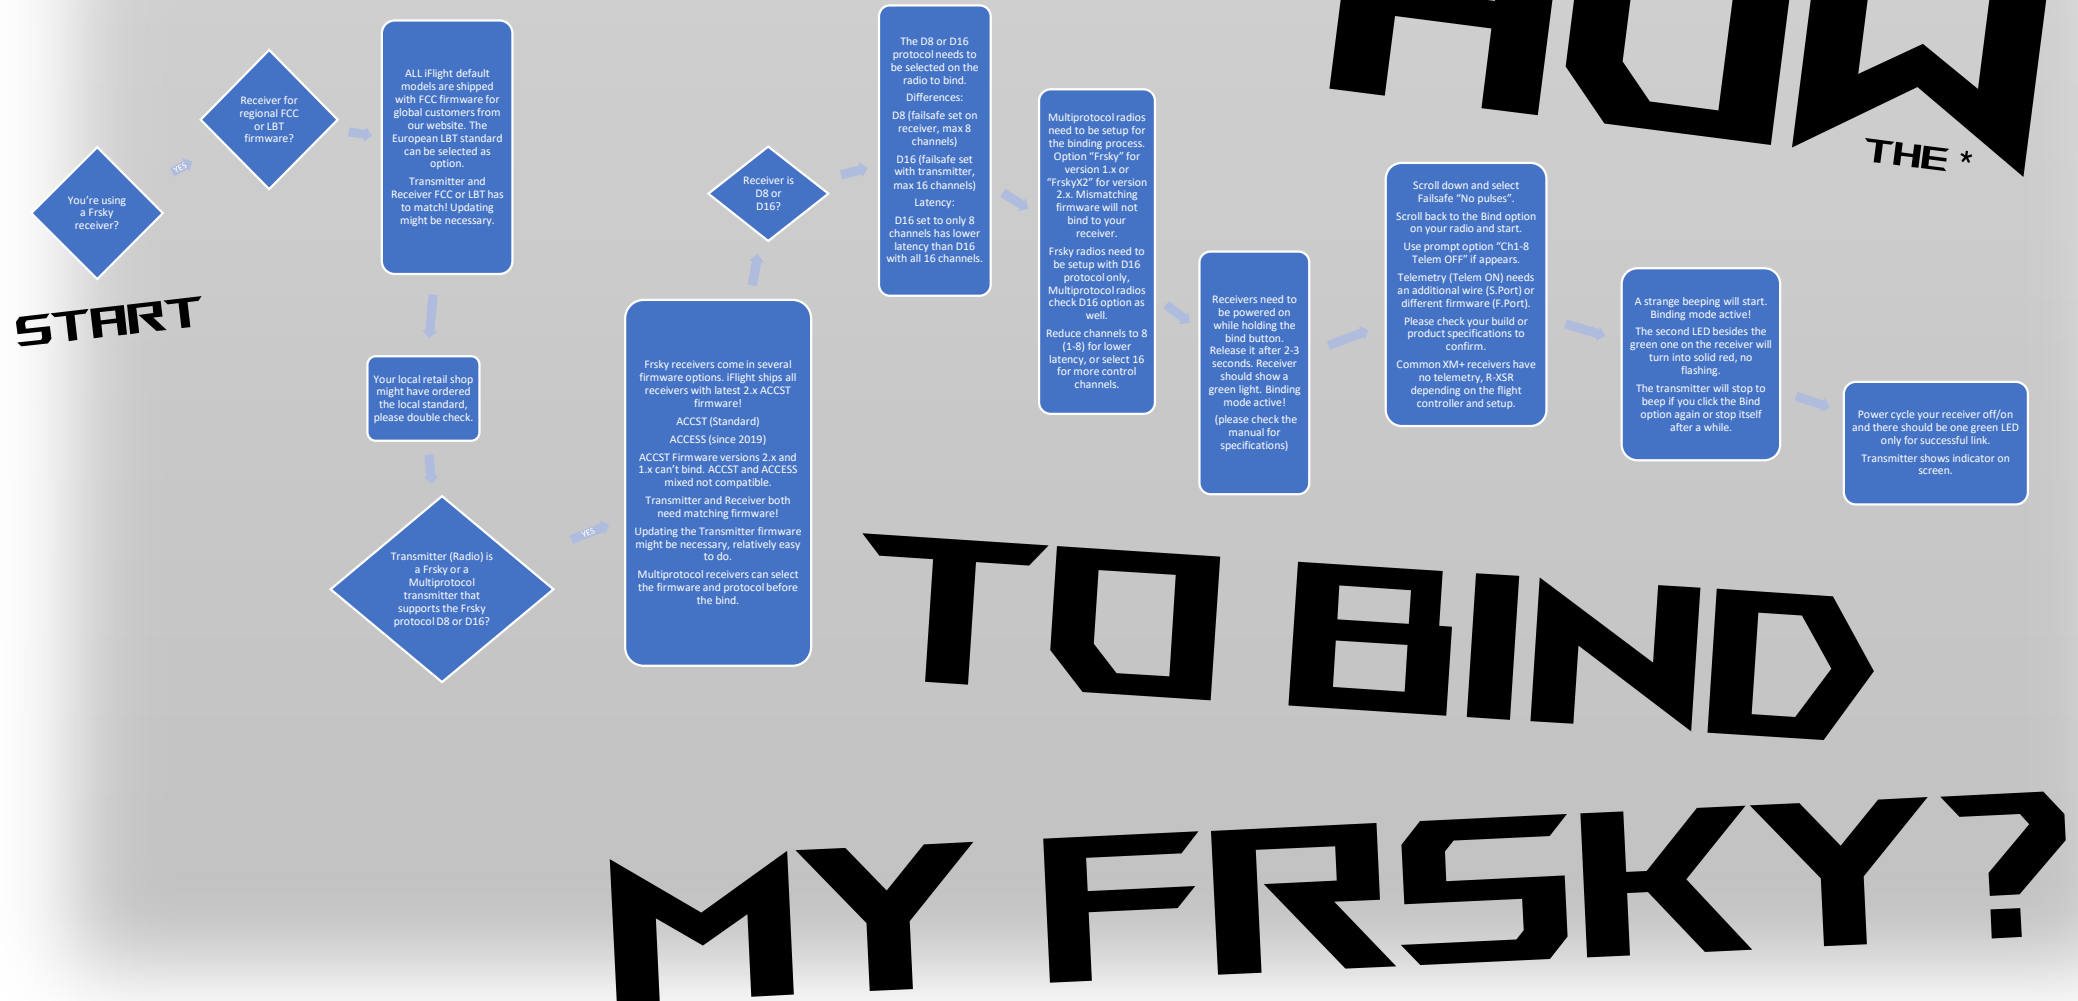 HOW
THE *
TO BIND
MY FRSKY?
START
You're using
a Frsky
receiver?
YES
Receiver for
regional FCC
or LBT
firmware?
ALL iFlight default
models are shipped
with FCC firmware for
global customers from
our website. The
European LBT standard
can be selected as
option.
Transmitter and
Receiver FCC or LBT has
to match! Updating
might be necessary.
Your local retail shop
might have ordered
the local standard,
please double check.
Transmitter (Radio) is
a Frsky or a
Multiprotocol
transmitter that
supports the Frsky
protocol D8 or D16?
YES
Frsky receivers come in several
firmware options. iFlight ships all
receivers with latest 2.x ACCST
firmware!
ACCST (Standard)
ACCESS (since 2019)
ACCST Firmware versions 2.x and
1.x can't bind. ACCST and ACCESS
mixed not compatible.
Transmitter and Receiver both
need matching firmware!
Updating the Transmitter firmware
might be necessary, relatively easy
to do.
Multiprotocol receivers can select
the firmware and protocol before
the bind.
Receiver is
D8 or
D16?
The D8 or D16
protocol needs to
be selected on the
radio to bind.
Differences:
D8 (failsafe set on
receiver, max 8
channels)
D16 (failsafe set
with transmitter,
max 16 channels)
Latency:
D16 set to only 8
channels has lower
latency than D16
with all 16 channels.
Multiprotocol radios
need to be setup for
the binding process.
Option "Frsky" for
version 1.x or
"FrskyX2" for version
2.x. Mismatching
firmware will not
bind to your
receiver.
Frsky radios need to
be setup with D16
protocol only,
Multiprotocol radios
check D16 option as
well.
Reduce channels to 8
(1-8) for lower
latency, or select 16
for more control
channels.
Receivers need to
be powered on
while holding the
bind button.
Release it after 2-3
seconds. Receiver
should show a
green light. Binding
mode active!
(please check the
manual for
specifications)
Scroll down and select
Failsafe "No pulses".
Scroll back to the Bind option
on your radio and start.
Use prompt option "Ch1-8
Telem OFF" if appears.
Telemetry (Telem ON) needs
an additional wire (S.Port) or
different firmware (F.Port).
Please check your build or
product specifications to
confirm.
Common XM+ receivers have
no telemetry, R-XSR
depending on the flight
controller and setup.
A strange beeping will start.
Binding mode active!
The second LED besides the
green one on the receiver will
turn into solid red, no
flashing.
The transmitter will stop to
beep if you click the Bind
option again or stop itself
after a while.
Power cycle your receiver off/on
and there should be one green LED
only for successful link.
Transmitter shows indicator on
screen.